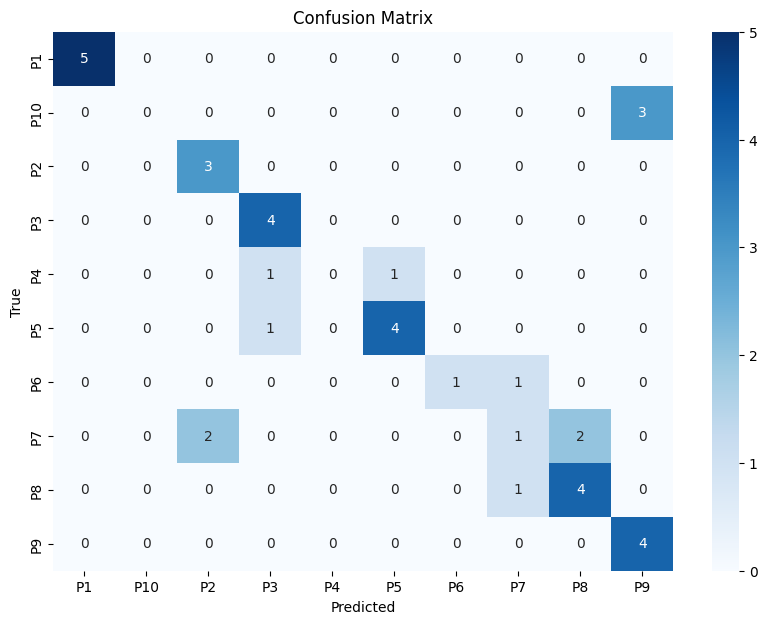 Confusion Matrix
P1 5 0 0 0 0 0 0 0 0 0
P10 0 0 0 0 0 0 0 0 0 3
P2 0 0 3 0 0 0 0 0 0 0
P3 0 0 0 4 0 0 0 0 0 0
P4 0 0 0 1 0 1 0 0 0 0
P5 0 0 0 1 0 4 0 0 0 0
P6 0 0 0 0 0 0 1 1 0 0
P7 0 0 2 0 0 0 0 1 2 0
P8 0 0 0 0 0 0 0 1 4 0
P9 0 0 0 0 0 0 0 0 0 4
P1 P10 P2 P3 P4 P5 P6 P7 P8 P9
Predicted
True
5
4
3
2
1
0